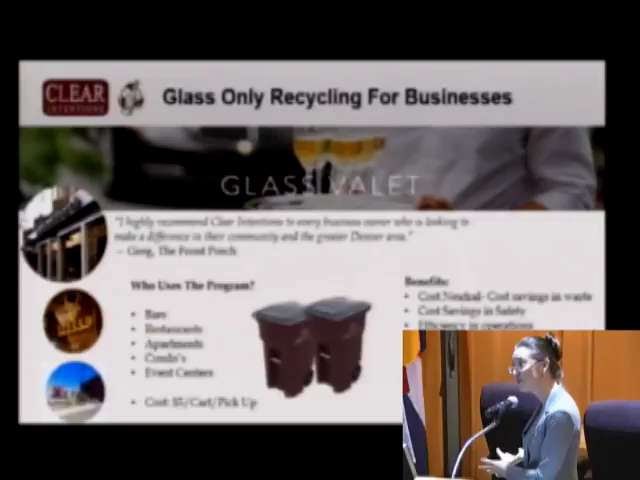 CLEAR
INTENTIONS
Glass Only Recycling For Businesses
GLASS VALET
"I highly recommend Clear Intentions to every business owner who is looking to
make a difference in their community and the greater Denver area."
– Greg, The Front Porch
Who Uses The Program?
• Bars
• Restaurants
• Apartments
• Condo's
• Event Centers
• Cost: $5/Cart/Pick Up
Benefits:
• Cost Neutral- Cost savings in waste
• Cost Savings in Safety
• Efficiency in operations